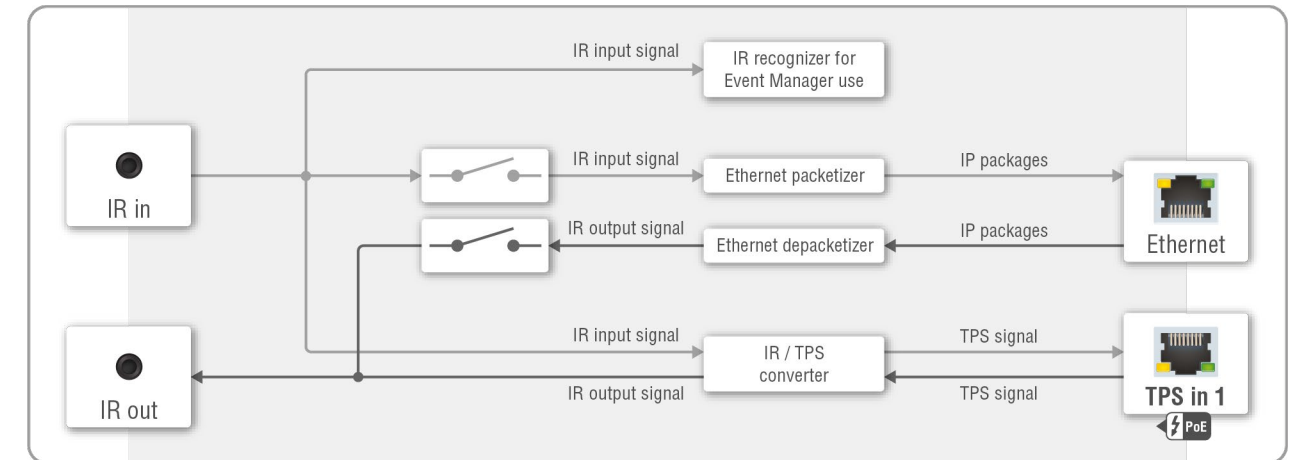 IR input signal
IR recognizer for
Event Manager use
IR in
IR input signal
Ethernet packetizer
IP packages
IR output signal
Ethernet depacketizer
IP packages
Ethernet
IR out
IR input signal
IR / TPS
converter
TPS signal
IR output signal
TPS signal
TPS in 1
PoE